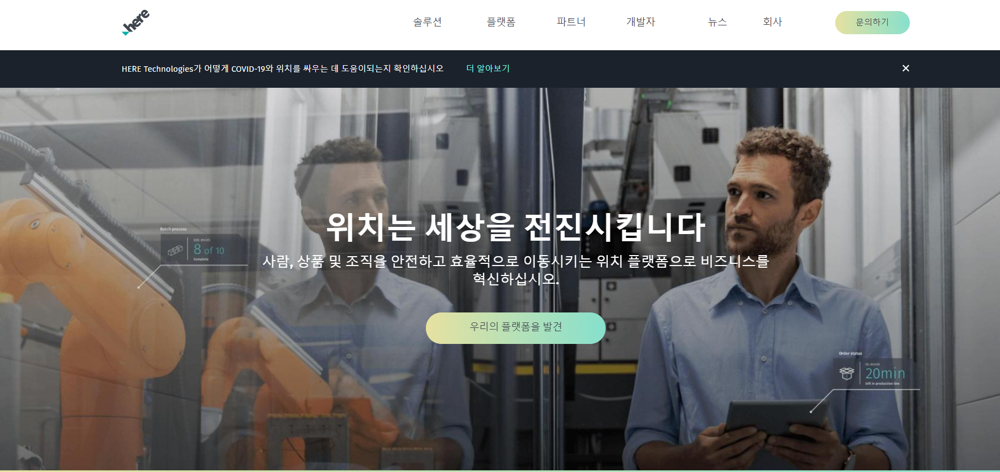 here
솔루션 플랫폼 파트너 개발자 뉴스 회사 문의하기
HERE Technologies가 어떻게 COVID-19와 위치를 싸우는 데 도움이되는지 확인하십시오 더 알아보기
위치는 세상을 전진시킵니다
사람, 상품 및 조직을 안전하고 효율적으로 이동시키는 위치 플랫폼으로 비즈니스를
혁신하십시오.
우리의 플랫폼을 발견
Batch process
8 of 10
Complete
Order status
20min
left in production line